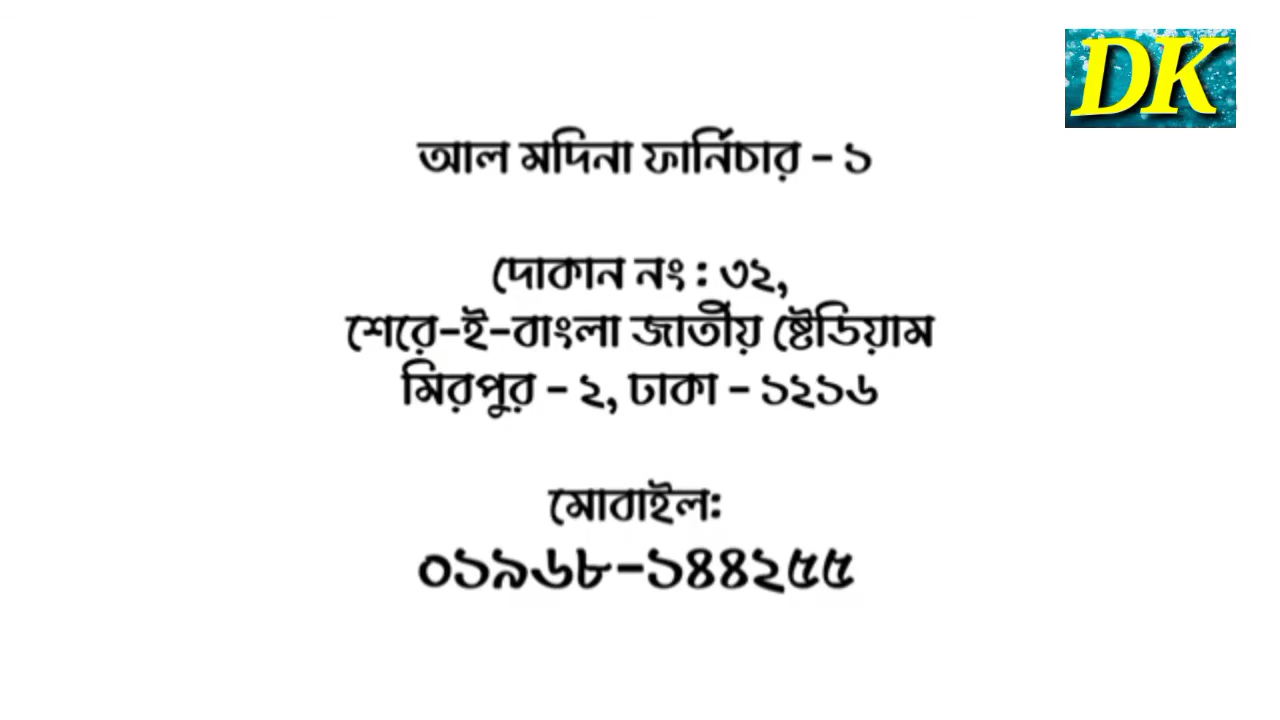 DK
আল মদিনা ফার্নিচার - ১
দোকান নং : ৩২,
শেরে-ই-বাংলা জাতীয় ষ্টেডিয়াম
মিরপুর - ২, ঢাকা - ১২১৬
মোবাইল:
০১৯৬৮-১৪৪২৫৫